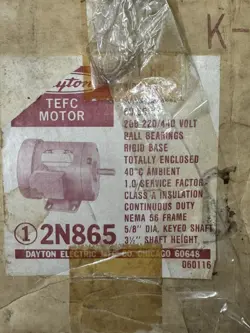 K-
Dayton
TEFC
MOTOR
208-220/440 VOLT
BALL BEARINGS
RIGID BASE
TOTALLY ENCLOSED
40°C AMBIENT
1.0 SERVICE FACTOR
CLASS A INSULATION
CONTINUOUS DUTY
NEMA 56 FRAME
5/8" DIA. KEYED SHAFT
3½" SHAFT HEIGHT
① 2N865
DAYTON ELECTRIC MFG. CO. CHICAGO 60648
D60116